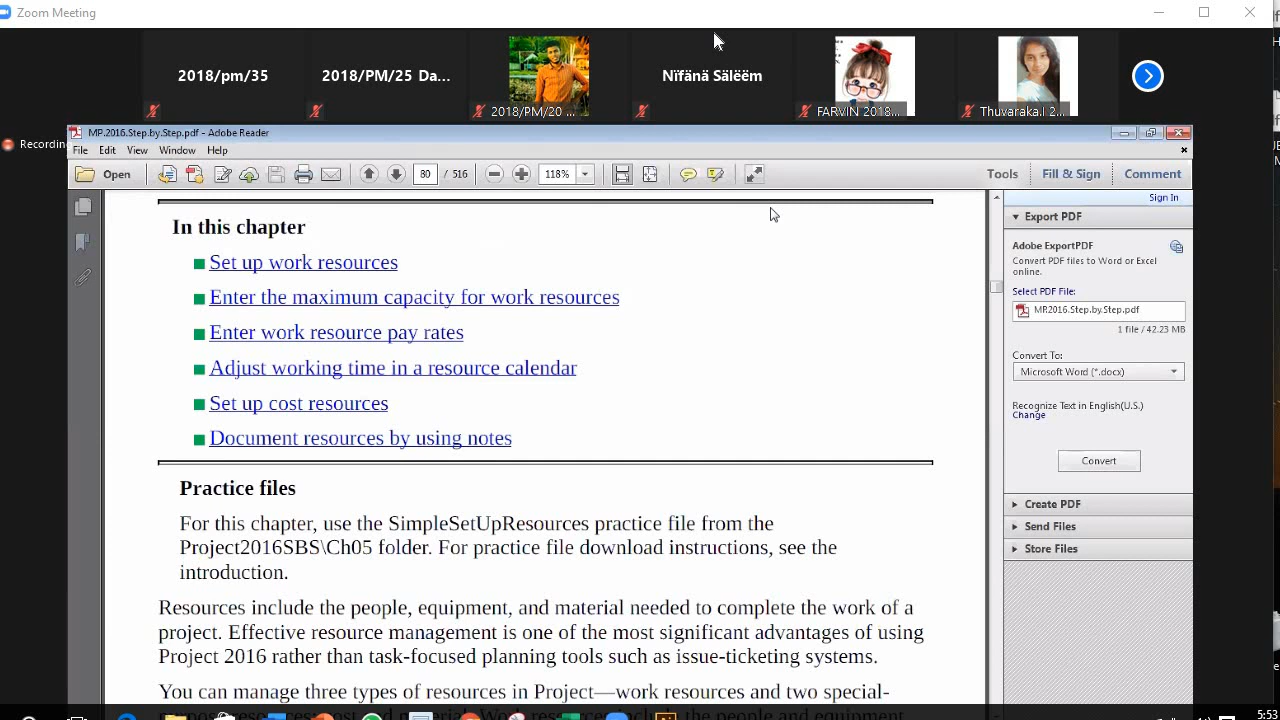 Zoom Meeting
2018/pm/35
2018/PM/25 Da...
Nïfänä Sälëëm
2018/PM/20 ...
FARVIN 2018...
Thuvaraka.I 2...
Recording
MP.2016.Step.by.Step.pdf - Adobe Reader
File Edit View Window Help
Open 80 / 516 118% Tools Fill & Sign Comment
Sign In
In this chapter
Set up work resources
Enter the maximum capacity for work resources
Enter work resource pay rates
Adjust working time in a resource calendar
Set up cost resources
Document resources by using notes
Practice files
For this chapter, use the SimpleSetUpResources practice file from the
Project2016SBS\Ch05 folder. For practice file download instructions, see the
introduction.
Resources include the people, equipment, and material needed to complete the work of a
project. Effective resource management is one of the most significant advantages of using
Project 2016 rather than task-focused planning tools such as issue-ticketing systems.
You can manage three types of resources in Project—work resources and two special-
Export PDF
Adobe ExportPDF
Convert PDF files to Word or Excel
online.
Select PDF File:
MP.2016.Step.by.Step.pdf
1 file / 42.23 MB
Convert To:
Microsoft Word (*.docx)
Recognize Text in English(U.S.)
Change
Convert
Create PDF
Send Files
Store Files
5:53